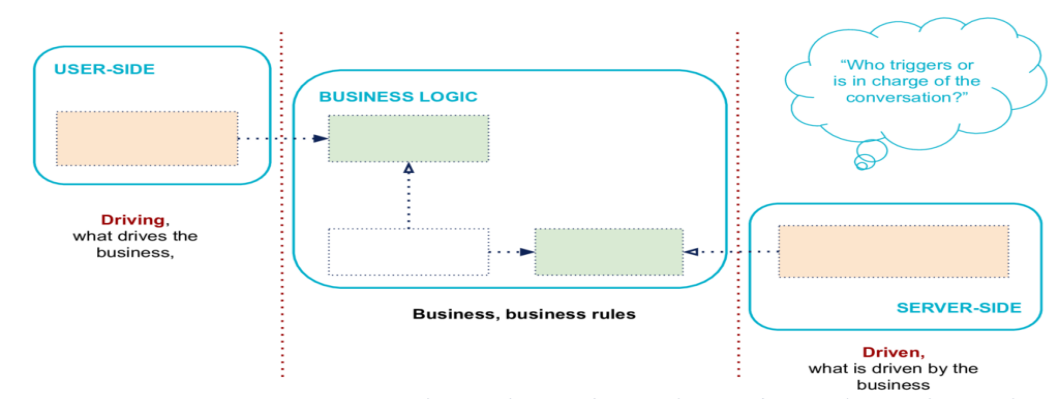 USER-SIDE
Driving,
what drives the
business,
BUSINESS LOGIC
Business, business rules
“Who triggers or
is in charge of the
conversation?”
SERVER-SIDE
Driven,
what is driven by the
business